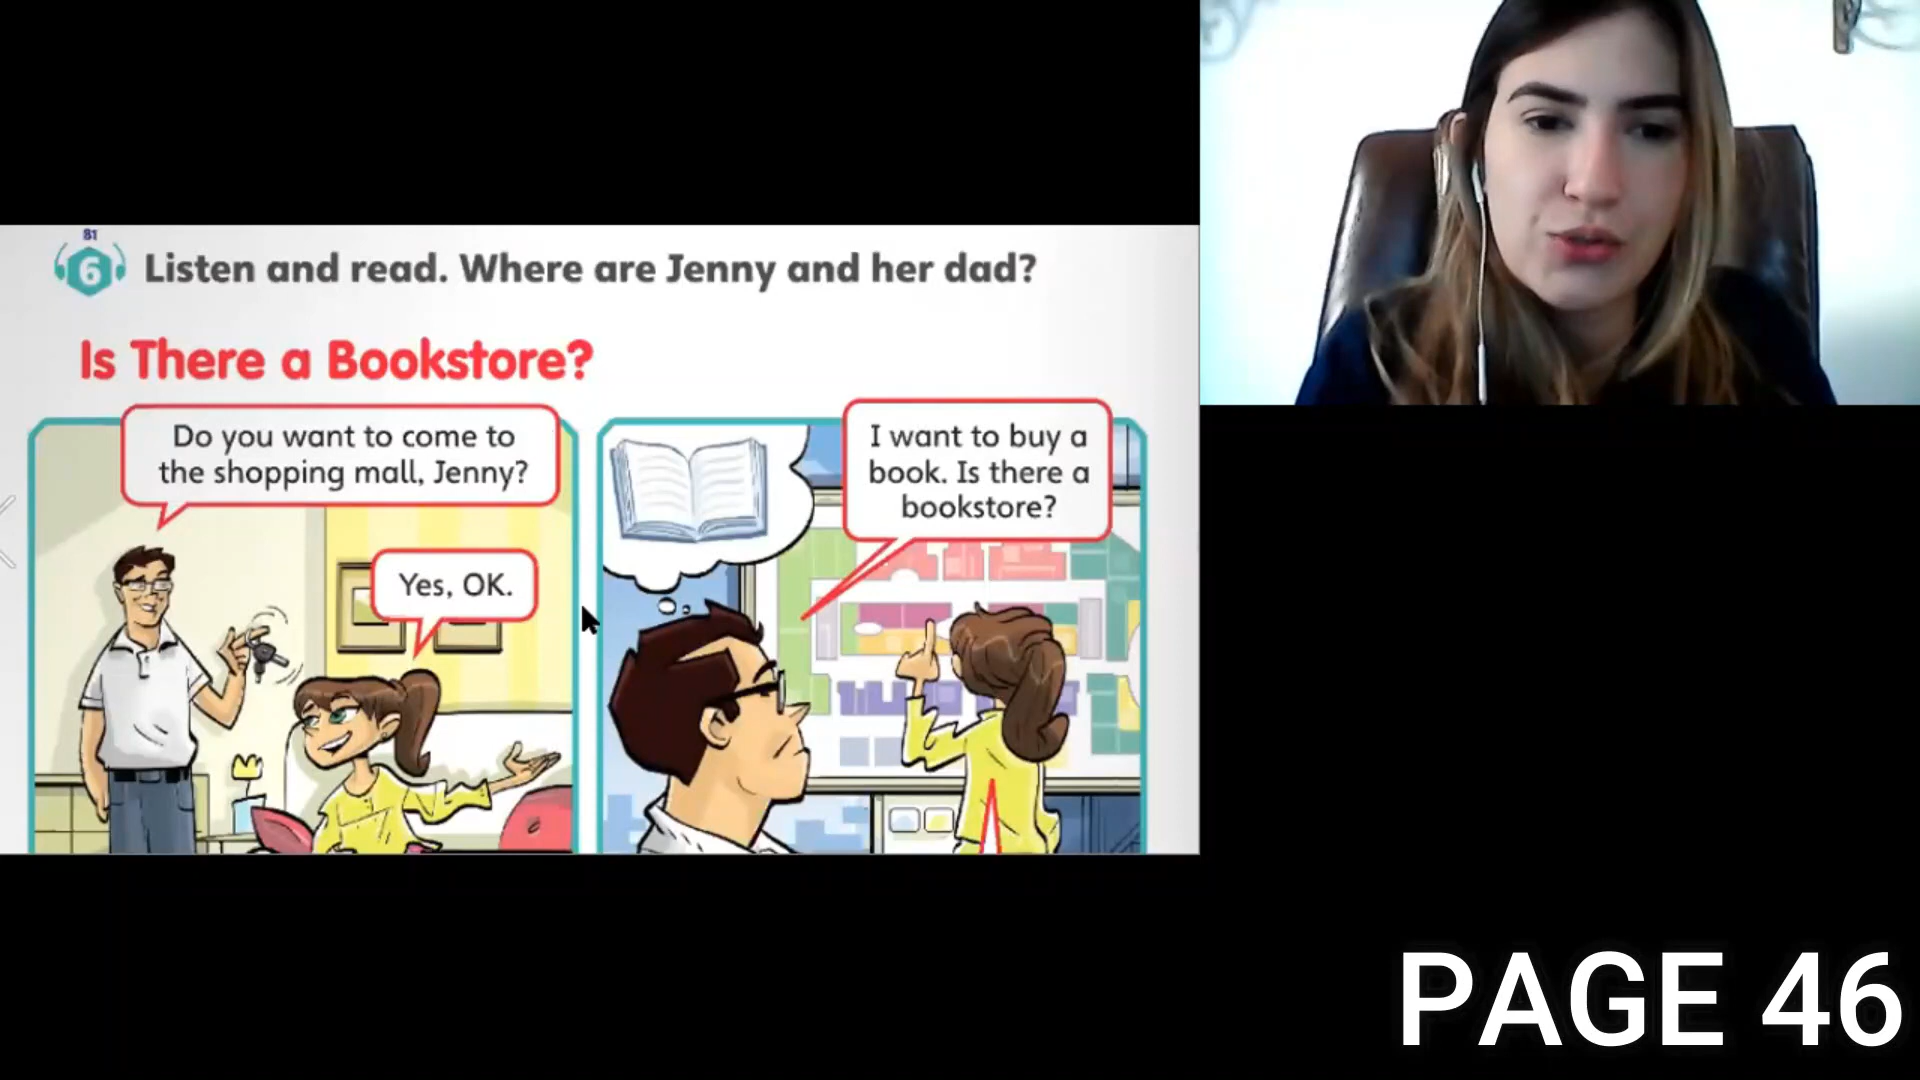 81
6 Listen and read. Where are Jenny and her dad?
Is There a Bookstore?
Do you want to come to
the shopping mall, Jenny?
Yes, OK.
I want to buy a
book. Is there a
bookstore?
PAGE 46